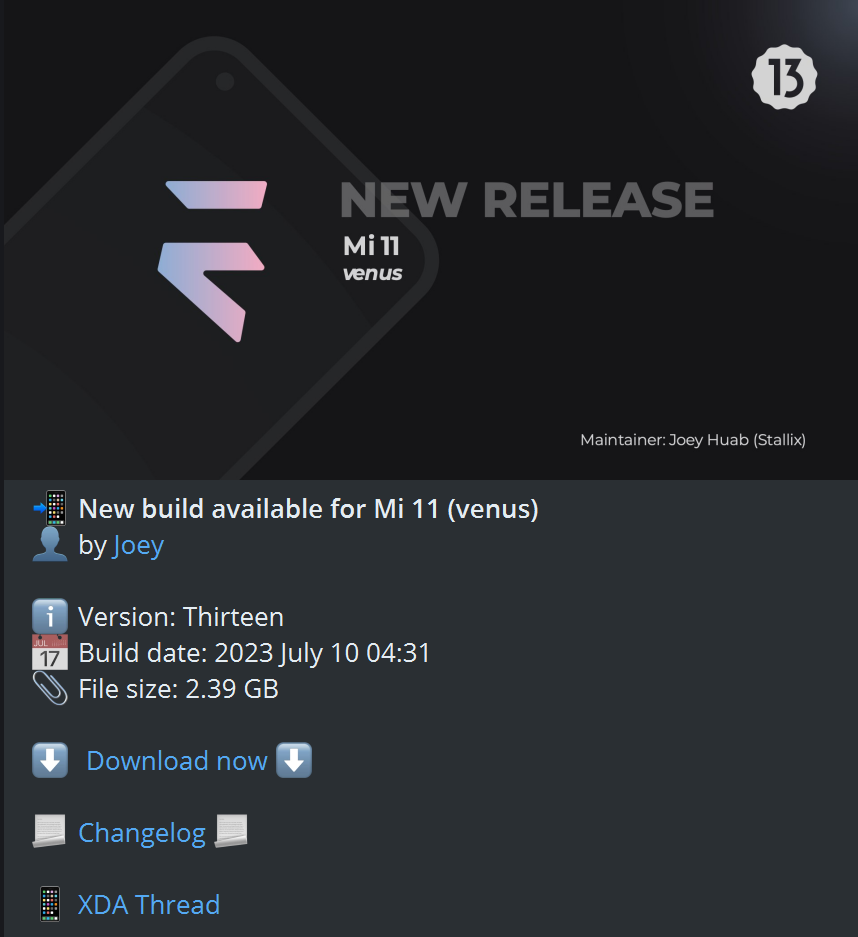 13
NEW RELEASE
Mi 11
venus
Maintainer: Joey Huab (Stallix)
New build available for Mi 11 (venus)
by Joey
Version: Thirteen
JUL
17
Build date: 2023 July 10 04:31
File size: 2.39 GB
Download now
Changelog
XDA Thread